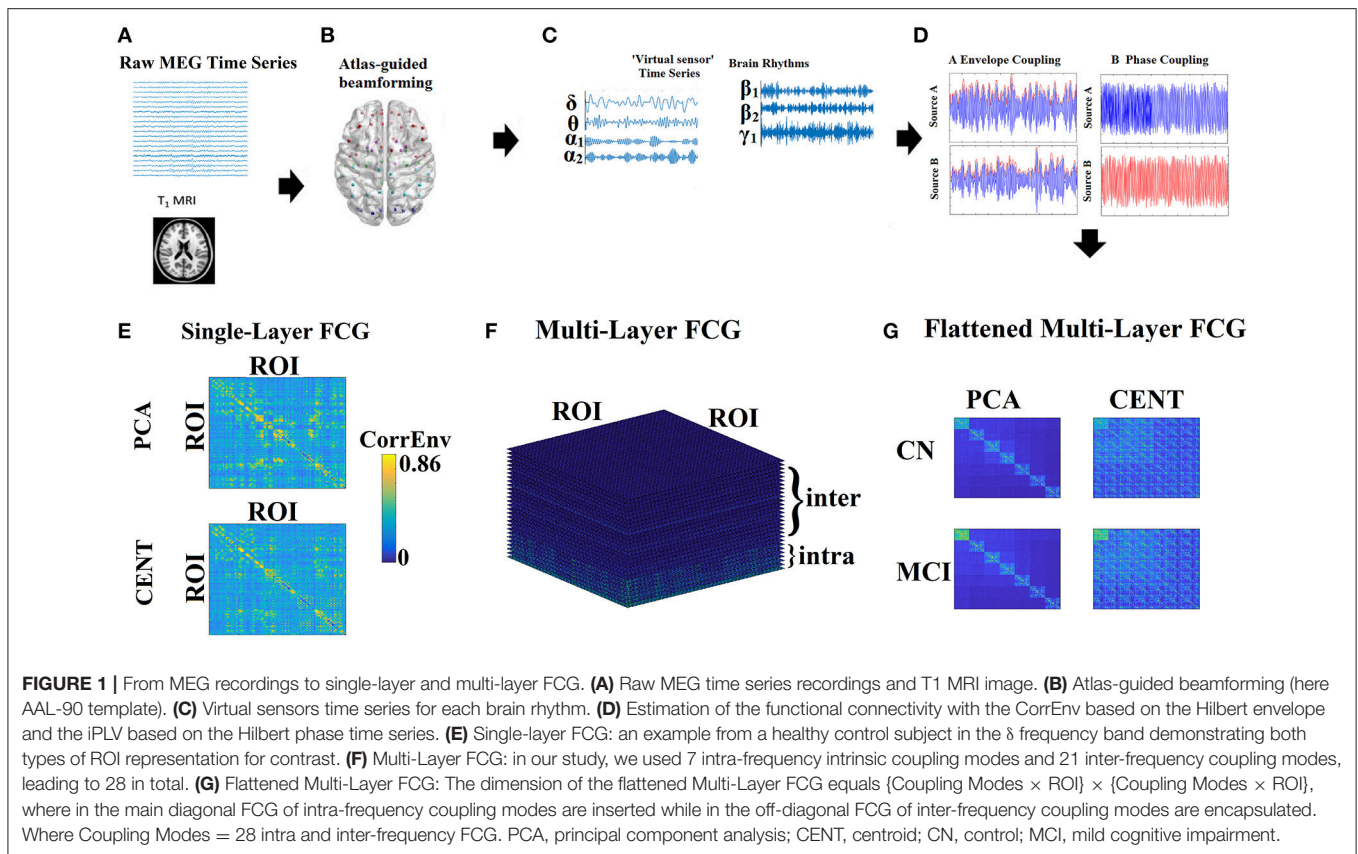 A
Raw MEG Time Series
T1 MRI
B
Atlas-guided
beamforming
C
'Virtual sensor'
Time Series
δ
θ
α1
α2
Brain Rhythms
β1
β2
γ1
D
A Envelope Coupling
Source A
Source B
B Phase Coupling
Source A
Source B
E
Single-Layer FCG
ROI
PCA
ROI
CorrEnv
0.86
0
ROI
CENT
ROI
F
Multi-Layer FCG
ROI
ROI
inter
intra
G
Flattened Multi-Layer FCG
PCA
CENT
CN
MCI
FIGURE 1 | From MEG recordings to single-layer and multi-layer FCG. (A) Raw MEG time series recordings and T1 MRI image. (B) Atlas-guided beamforming (here
AAL-90 template). (C) Virtual sensors time series for each brain rhythm. (D) Estimation of the functional connectivity with the CorrEnv based on the Hilbert envelope
and the iPLV based on the Hilbert phase time series. (E) Single-layer FCG: an example from a healthy control subject in the δ frequency band demonstrating both
types of ROI representation for contrast. (F) Multi-Layer FCG: in our study, we used 7 intra-frequency intrinsic coupling modes and 21 inter-frequency coupling modes,
leading to 28 in total. (G) Flattened Multi-Layer FCG: The dimension of the flattened Multi-Layer FCG equals {Coupling Modes × ROI} × {Coupling Modes × ROI},
where in the main diagonal FCG of intra-frequency coupling modes are inserted while in the off-diagonal FCG of inter-frequency coupling modes are encapsulated.
Where Coupling Modes = 28 intra and inter-frequency FCG. PCA, principal component analysis; CENT, centroid; CN, control; MCI, mild cognitive impairment.